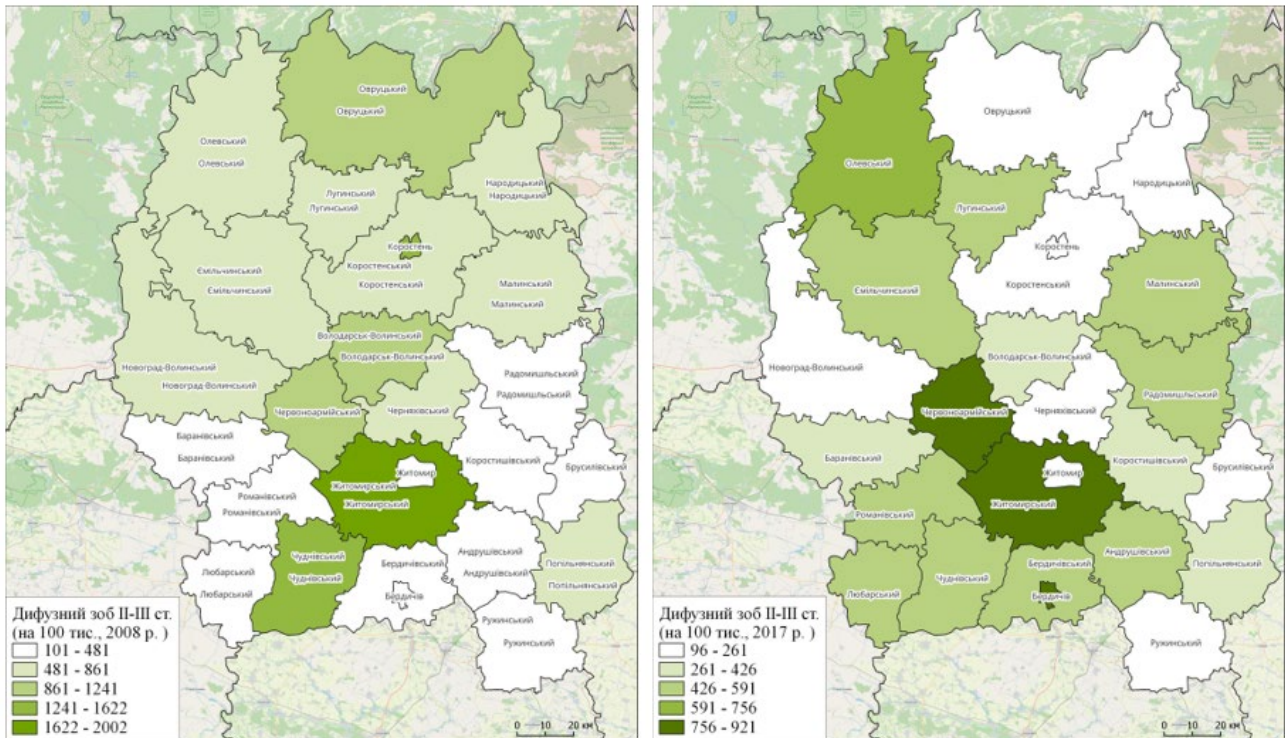 Овруцький
Овруцький
Олевський
Олевський
Народицький
Народицький
Лугинський
Лугинський
Коростень
Коростенський
Коростенський
Ємільчинський
Ємільчинський
Малинський
Малинський
Володарськ-Волинський
Володарськ-Волинський
Новоград-Волинський
Новоград-Волинський
Радомишльський
Радомишльський
Червоноармійський
Черняхівський
Баранівський
Баранівський
Коростишівський
Брусилівський
Житомир
Житомирський
Житомирський
Романівський
Романівський
Чуднівський
Чуднівський
Андрушівський
Андрушівський
Бердичівський
Бердичів
Попільнянський
Попільнянський
Любарський
Любарський
Ружинський
Ружинський
Дифузний зоб ІІ-ІІІ ст.
(на 100 тис., 2008 р. )
101 - 481
481 - 861
861 - 1241
1241 - 1622
1622 - 2002
0 10 20 км
Овруцький
Олевський
Народицький
Лугинський
Коростень
Коростенський
Ємільчинський
Малинський
Володарськ-Волинський
Новоград-Волинський
Радомишльський
Червоноармійський
Черняхівський
Баранівський
Коростишівський
Брусилівський
Житомир
Житомирський
Романівський
Андрушівський
Бердичівський
Попільнянський
Чуднівський
Любарський
Бердичів
Ружинський
Дифузний зоб ІІ-ІІІ ст.
(на 100 тис., 2017 р. )
96 - 261
261 - 426
426 - 591
591 - 756
756 - 921
0 10 20 км